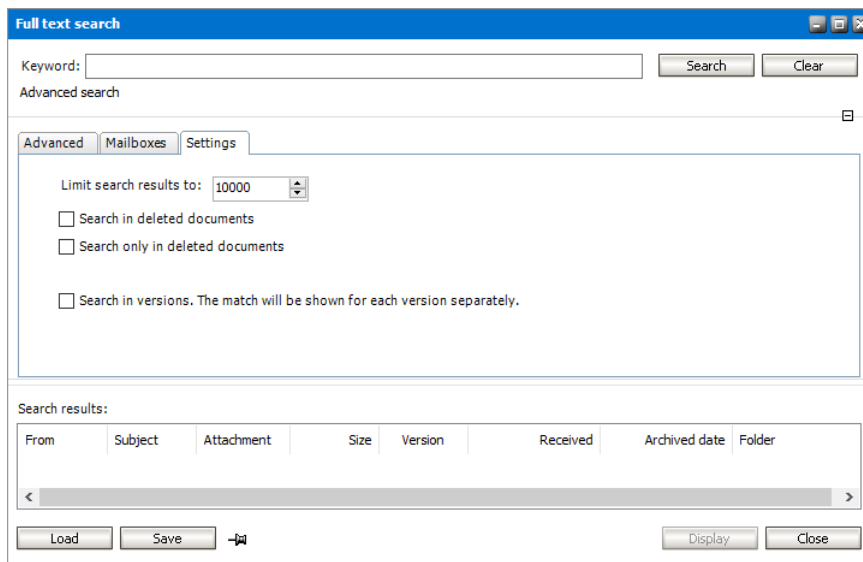 Full text search
Keyword: Search Clear
Advanced search
Advanced Mailboxes Settings
Limit search results to: 10000
Search in deleted documents
Search only in deleted documents
Search in versions. The match will be shown for each version separately.
Search results:
From Subject Attachment Size Version Received Archived date Folder
Load Save Display Close